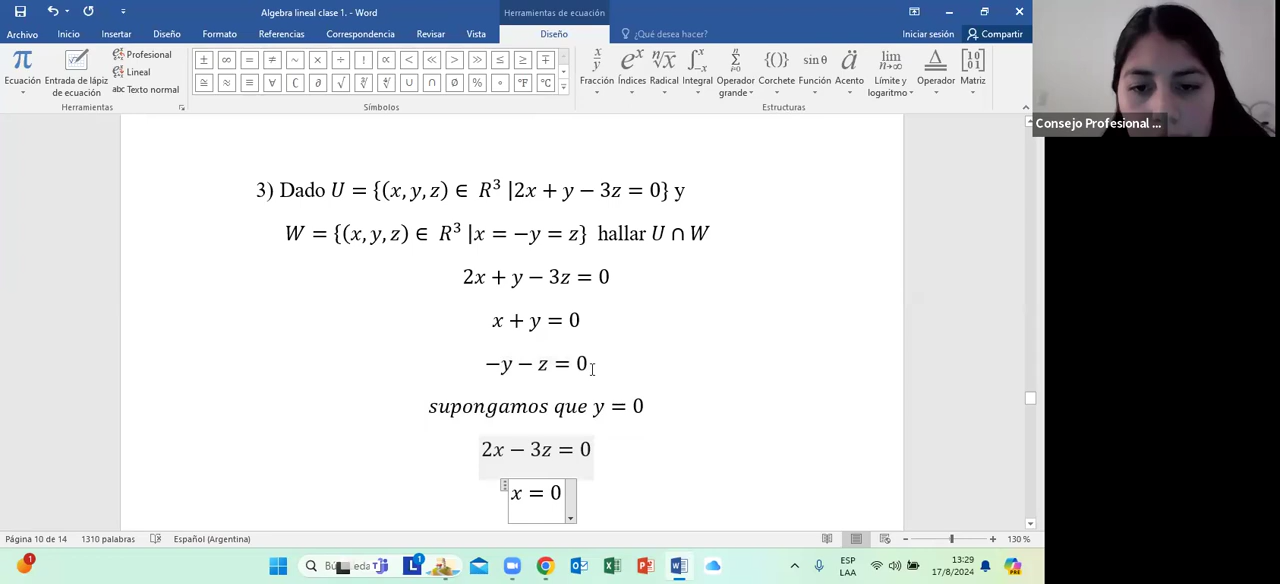 Algebra lineal clase 1. - Word
Herramientas de ecuación
Archivo Inicio Insertar Diseño Formato Referencias Correspondencia Revisar Vista Diseño ¿Qué desea hacer? Iniciar sesión Compartir
Ecuación Entrada de lápiz de ecuación
Profesional
Lineal
abc Texto normal
± ∞ = ≠ ~ × ÷ ! ∝ < ≪ > ≫ ≤ ≥ ∓
≅ ≈ ≡ ∀ ∁ ∂ √ ∛ ∜ ∪ ∩ ∅ % ° °F °C
Fracción Índices Radical Integral Operador grande Corchete Función Acento Límite y logaritmo Operador Matriz
Herramientas Símbolos Estructuras
Consejo Profesional ...
3) Dado U = {(x, y, z) ∈ R³ |2x + y − 3z = 0} y
W = {(x, y, z) ∈ R³ |x = −y = z} hallar U ∩ W
2x + y − 3z = 0
x + y = 0
−y − z = 0
supongamos que y = 0
2x − 3z = 0
x = 0
Página 10 de 14 1310 palabras Español (Argentina) 130 %
ESP
LAA
13:29
17/8/2024